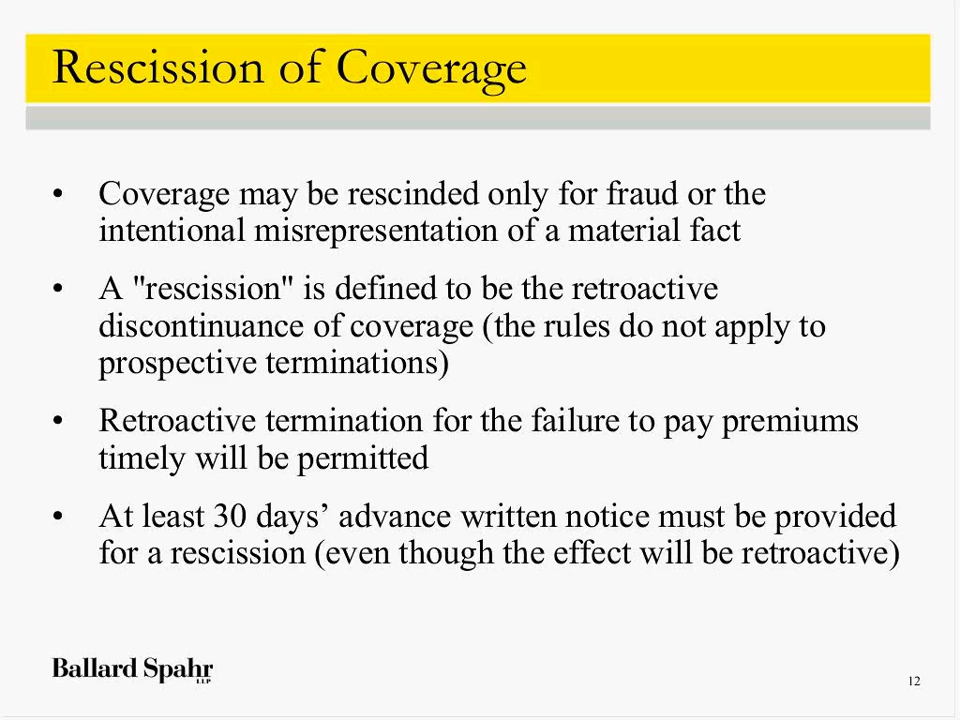 Rescission of Coverage
• Coverage may be rescinded only for fraud or the
intentional misrepresentation of a material fact
• A "rescission" is defined to be the retroactive
discontinuance of coverage (the rules do not apply to
prospective terminations)
• Retroactive termination for the failure to pay premiums
timely will be permitted
• At least 30 days’ advance written notice must be provided
for a rescission (even though the effect will be retroactive)
Ballard Spahr
LLP
12